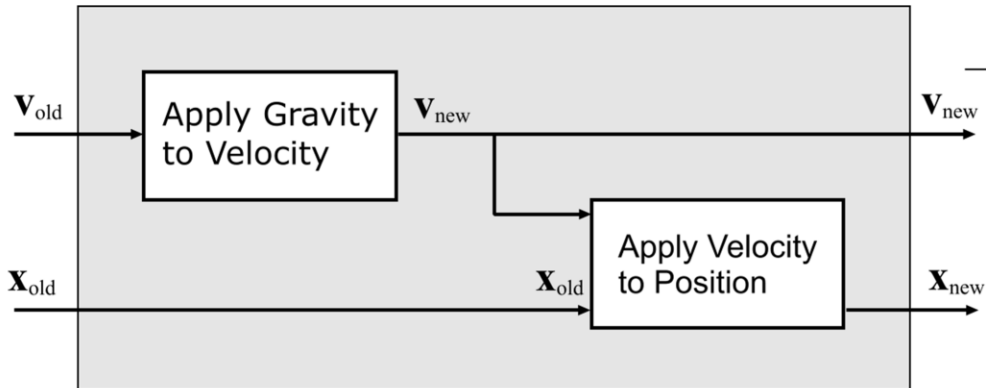 v_old
Apply Gravity
to Velocity
v_new
v_new
Apply Velocity
to Position
x_old
x_old
x_new